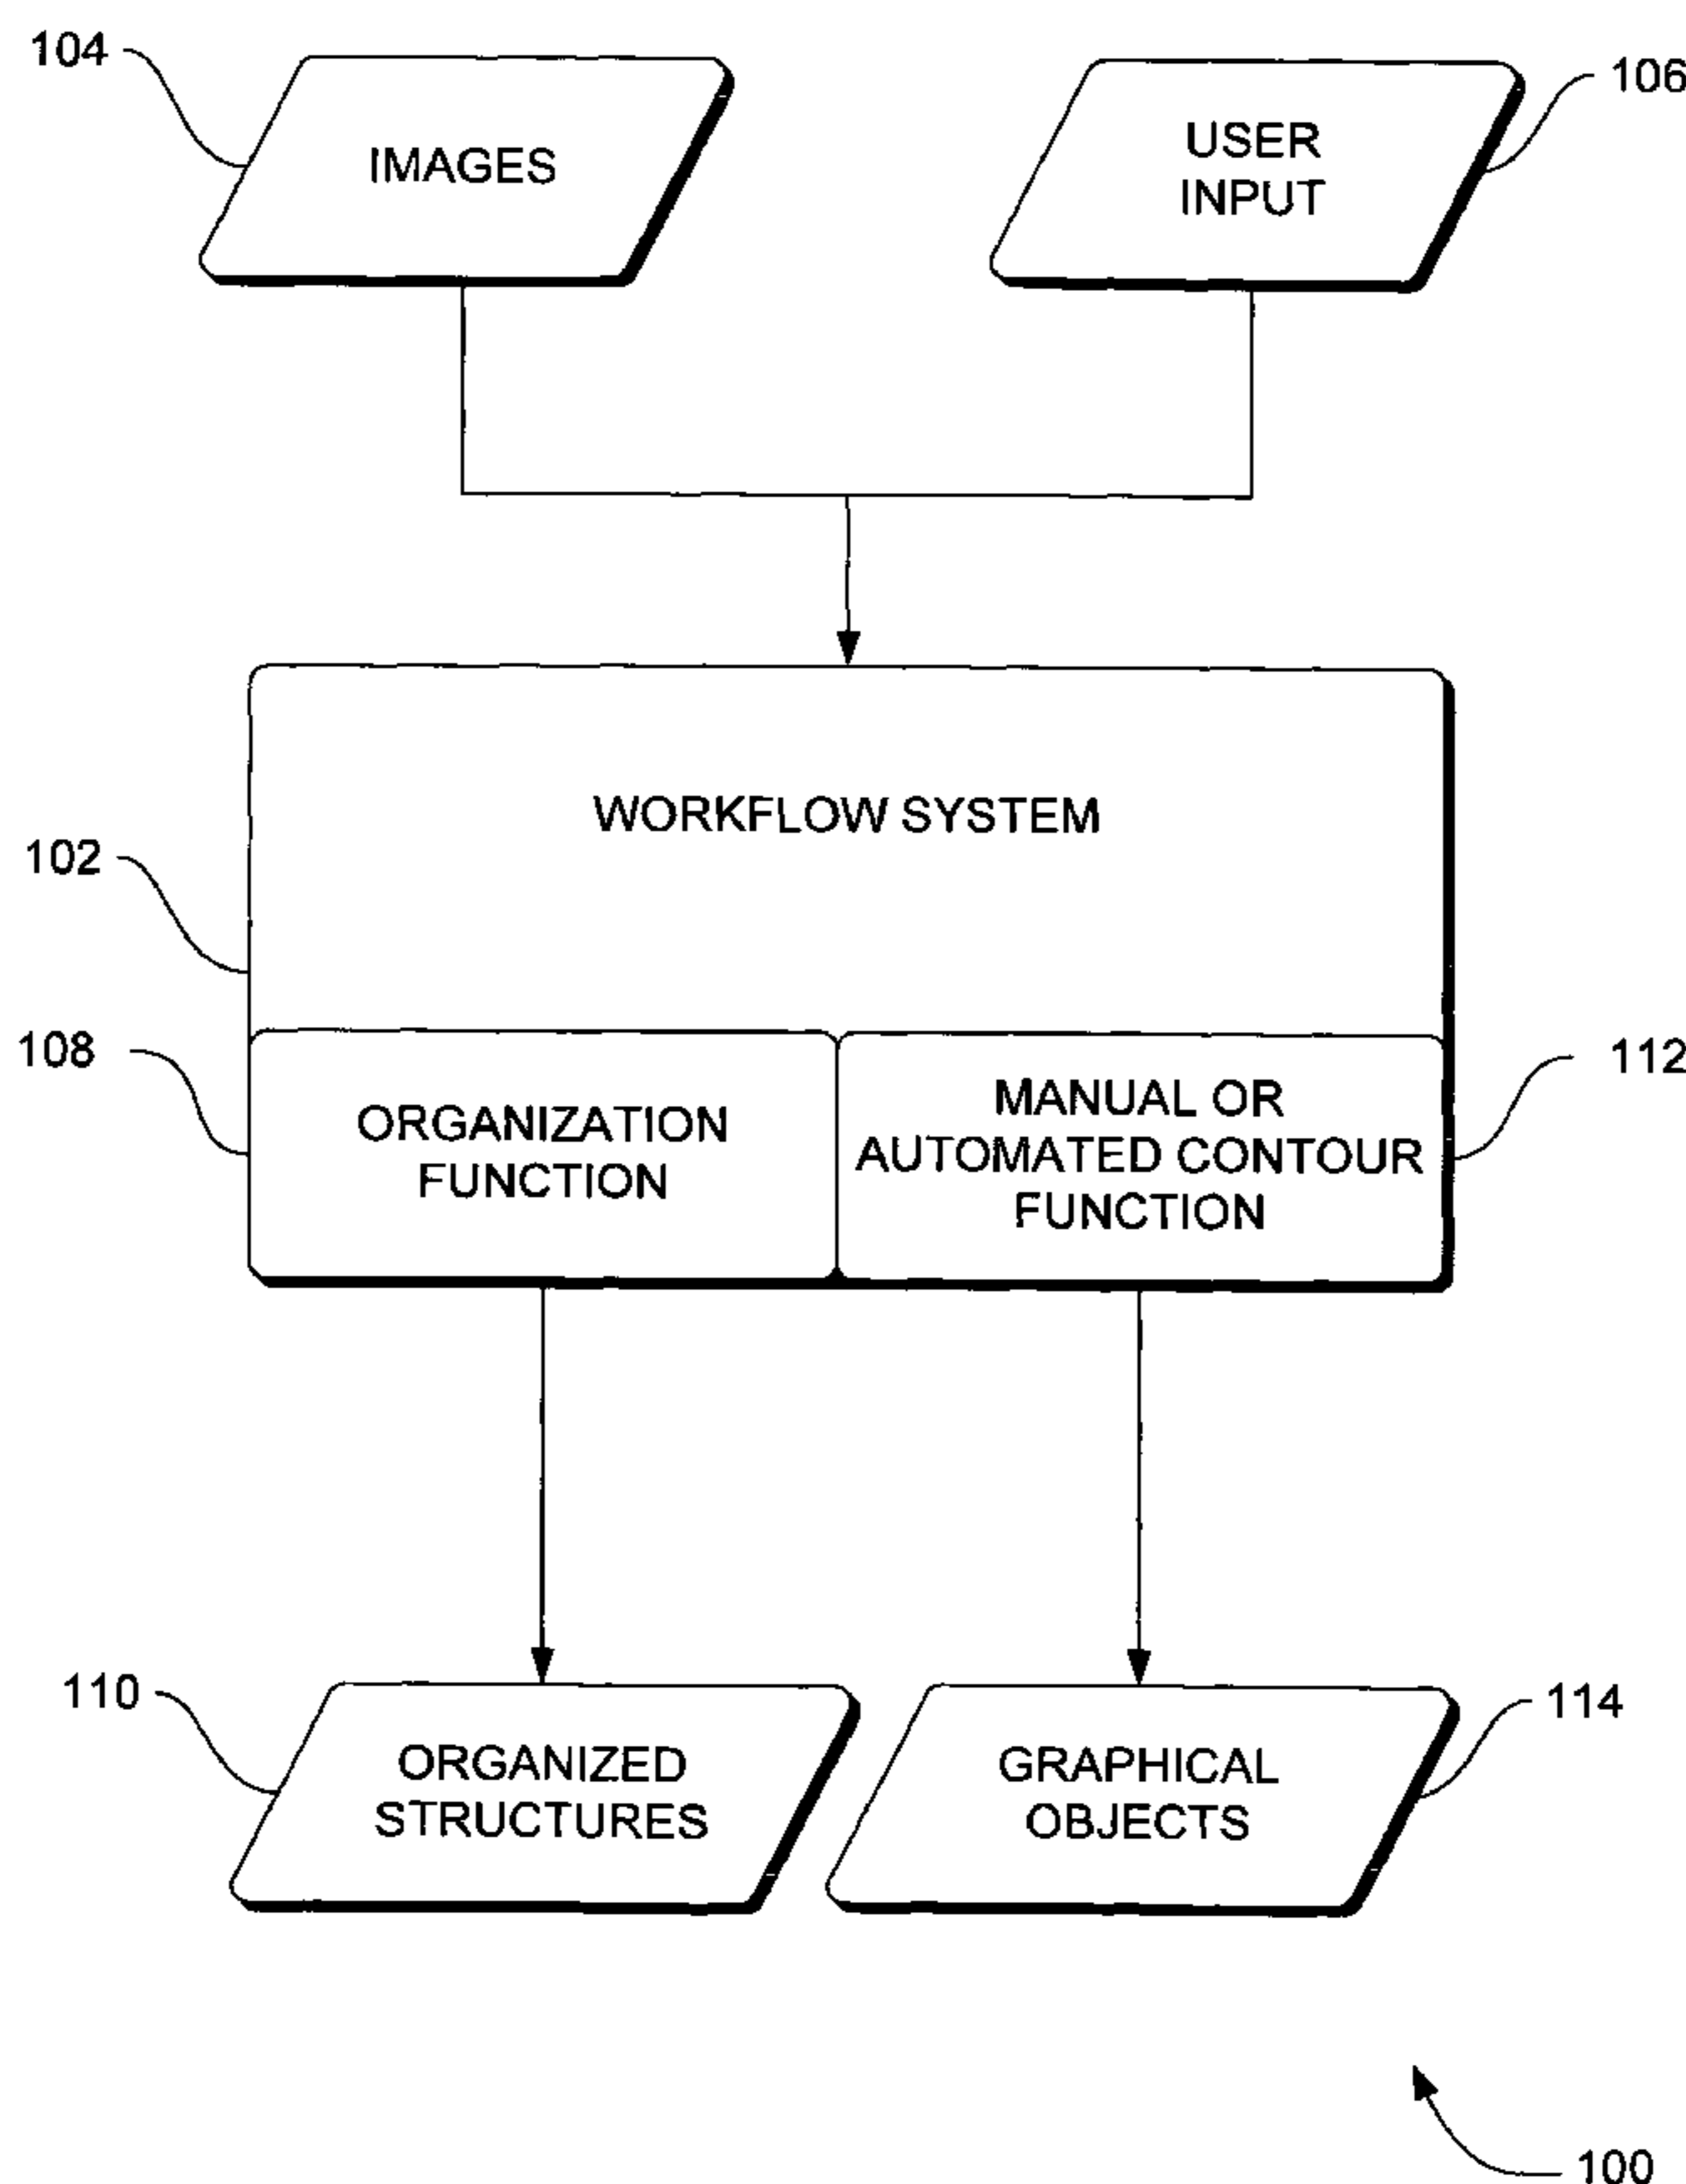 104
IMAGES
USER
INPUT
106
WORKFLOW SYSTEM
102
108
ORGANIZATION
FUNCTION
MANUAL OR
AUTOMATED CONTOUR
FUNCTION
112
110
ORGANIZED
STRUCTURES
GRAPHICAL
OBJECTS
114
100